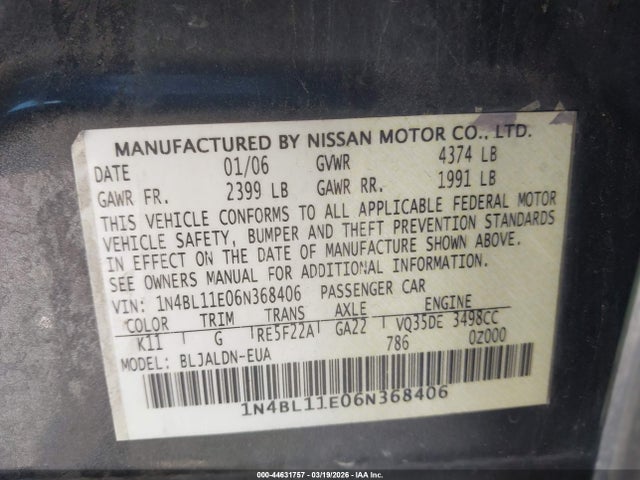 MANUFACTURED BY NISSAN MOTOR CO., LTD.
DATE 01/06 GVWR 4374 LB
GAWR FR. 2399 LB GAWR RR. 1991 LB
THIS VEHICLE CONFORMS TO ALL APPLICABLE FEDERAL MOTOR
VEHICLE SAFETY, BUMPER AND THEFT PREVENTION STANDARDS
IN EFFECT ON THE DATE OF MANUFACTURE SHOWN ABOVE.
SEE OWNERS MANUAL FOR ADDITIONAL INFORMATION.
VIN: 1N4BL11E06N368406 PASSENGER CAR
COLOR TRIM TRANS AXLE ENGINE
K11 G RE5F22A GA22 VQ35DE 3498CC
MODEL: BLJALDN-EUA 786 0Z000
1N4BL11E06N368406
000-44631757 - 03/19/2026 - IAA Inc.